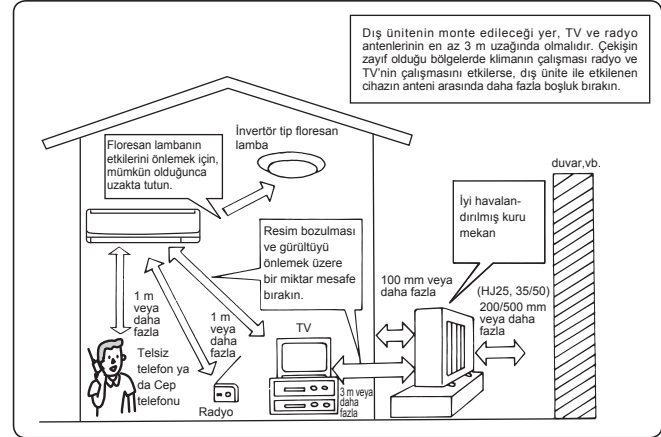 Dış ünitenin monte edileceği yer, TV ve radyo
antenlerinin en az 3 m uzağında olmalıdır. Çekişin
zayıf olduğu bölgelerde klimanın çalışması radyo ve
TV'nin çalışmasını etkilerse, dış ünite ile etkilenen
cihazın anteni arasında daha fazla boşluk bırakın.
Floresan lambanın
etkilerini önlemek için,
mümkün olduğunca
uzakta tutun.
İnvertör tip floresan
lamba
duvar,vb.
İyi havalan-
dırılmış kuru
mekan
Resim bozulması
ve gürültüyü
önlemek üzere
bir miktar mesafe
bırakın.
100 mm veya
daha fazla
(HJ25, 35/50)
200/500 mm
veya daha
fazla
1 m
veya
daha
fazla
1 m
veya
daha
fazla
TV
Telsiz
telefon ya
da Cep
telefonu
Radyo
3 m veya
daha
fazla